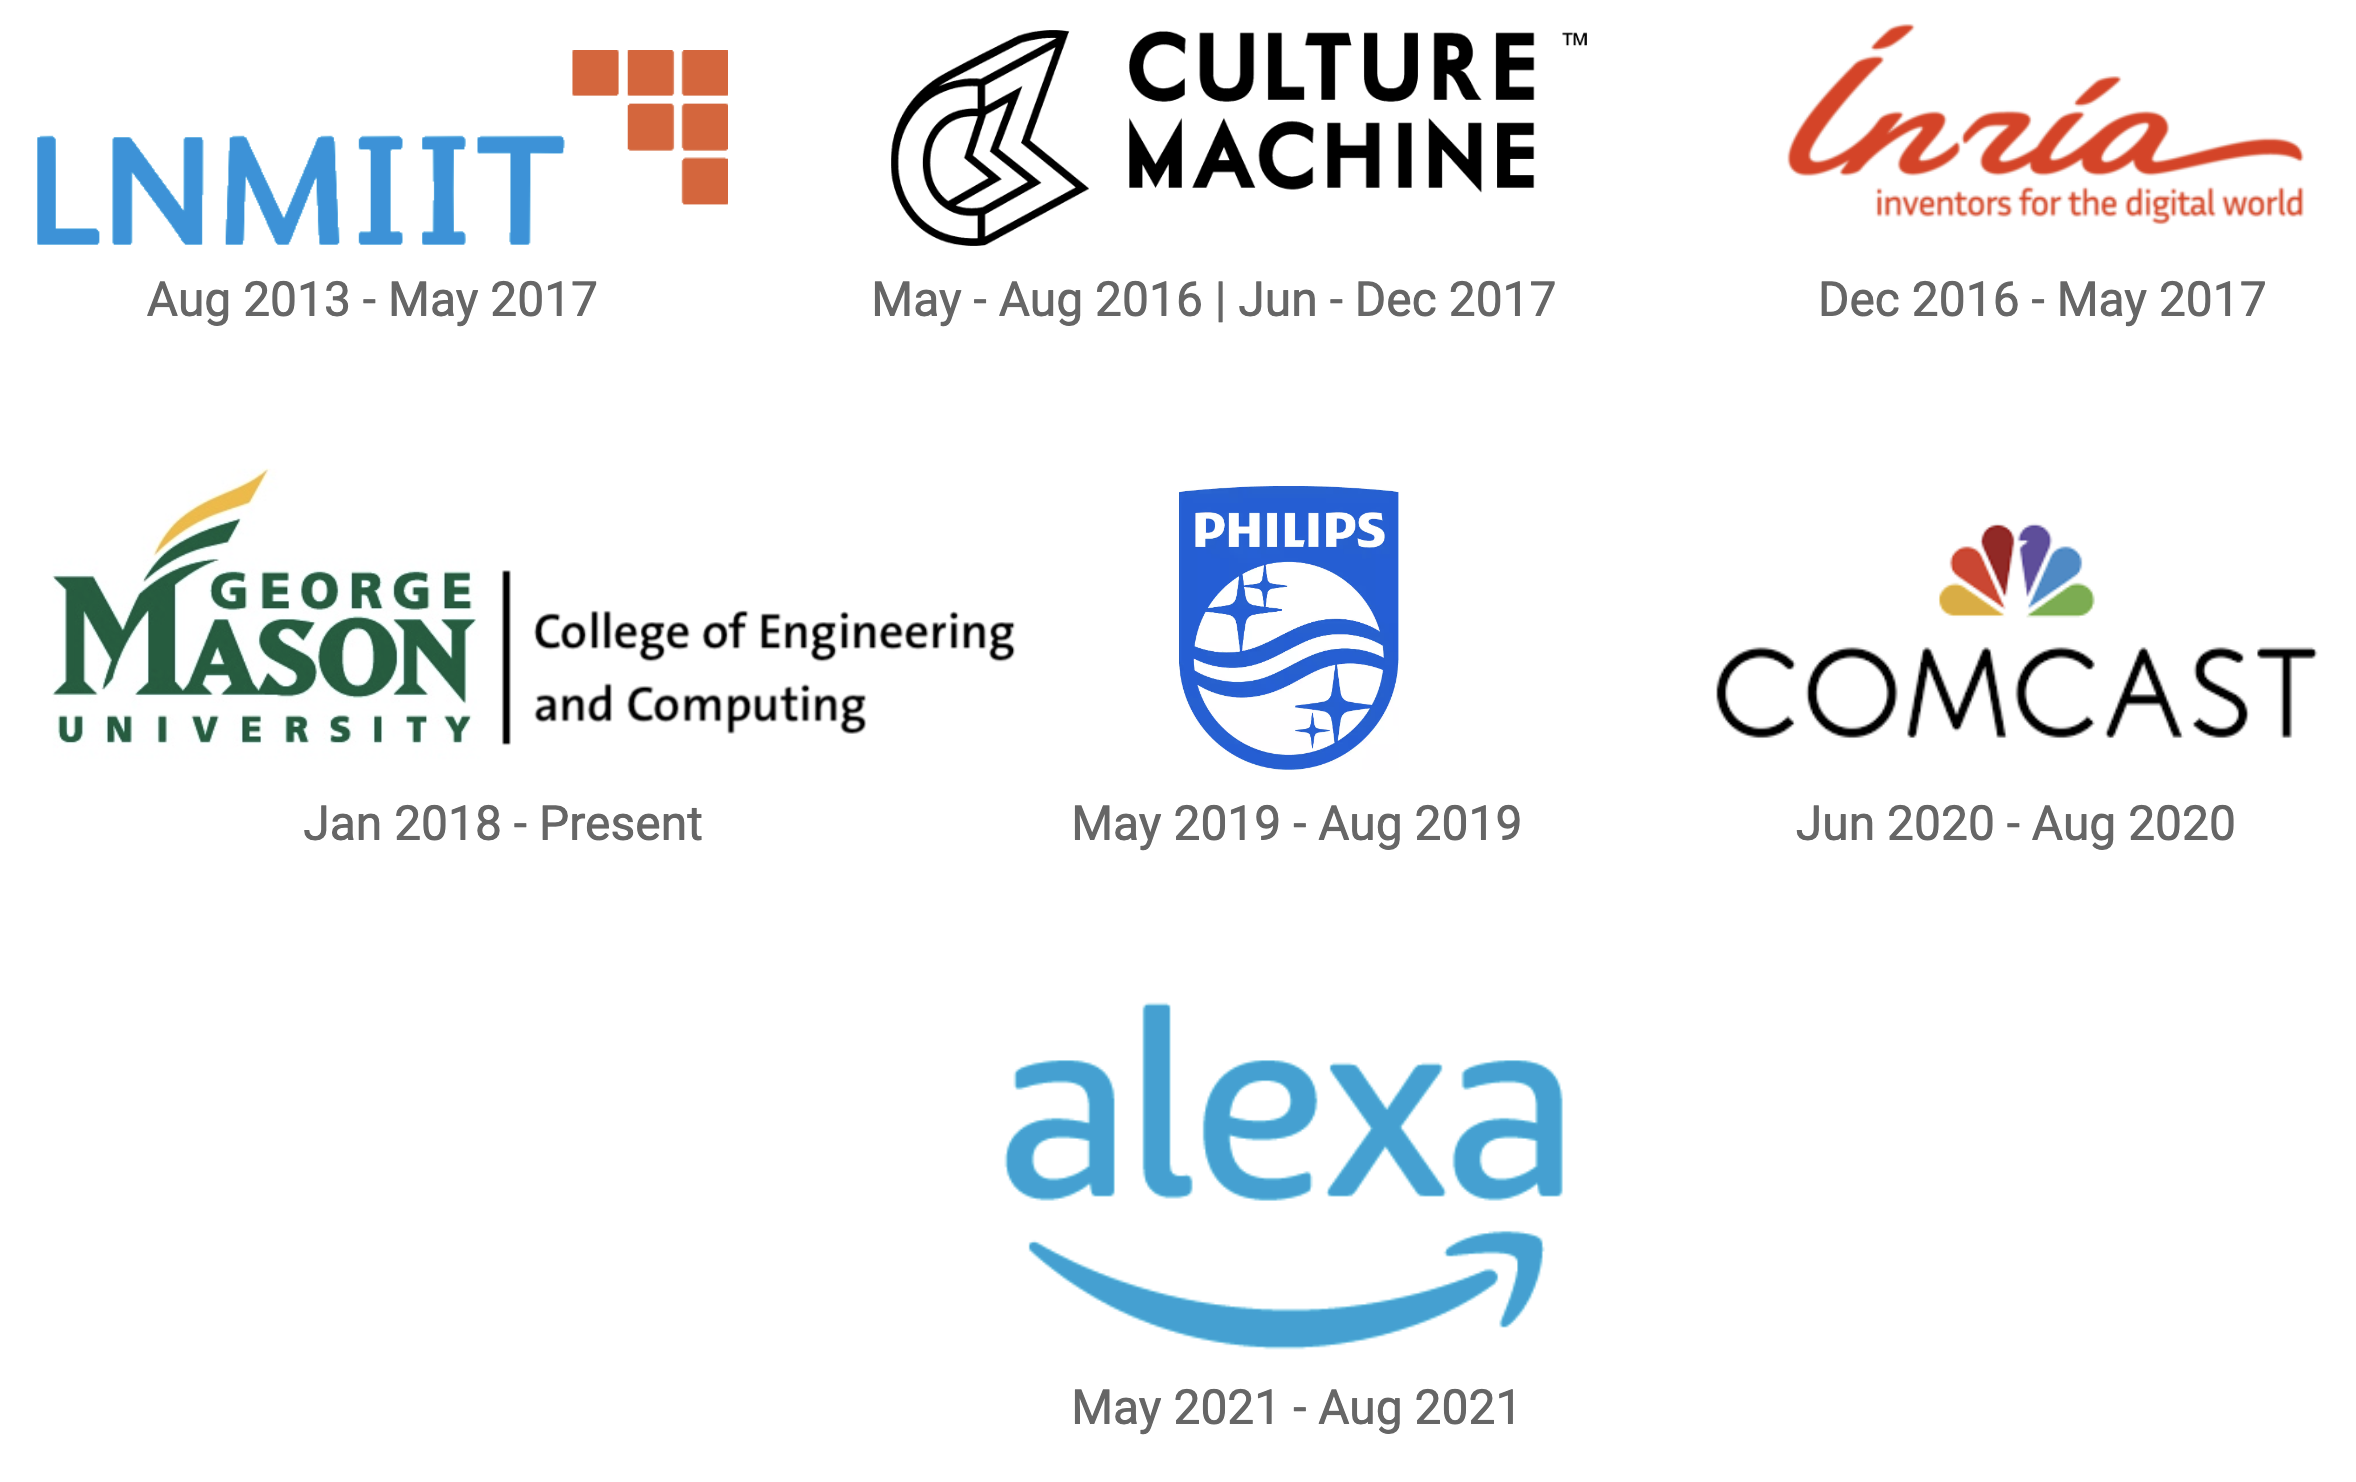 LNMIIT
CULTURE
MACHINE
™
Aug 2013 - May 2017
May - Aug 2016 | Jun - Dec 2017
Inria
inventors for the digital world
Dec 2016 - May 2017
GEORGE
MASON
UNIVERSITY
College of Engineering
and Computing
Jan 2018 - Present
PHILIPS
May 2019 - Aug 2019
COMCAST
Jun 2020 - Aug 2020
alexa
May 2021 - Aug 2021